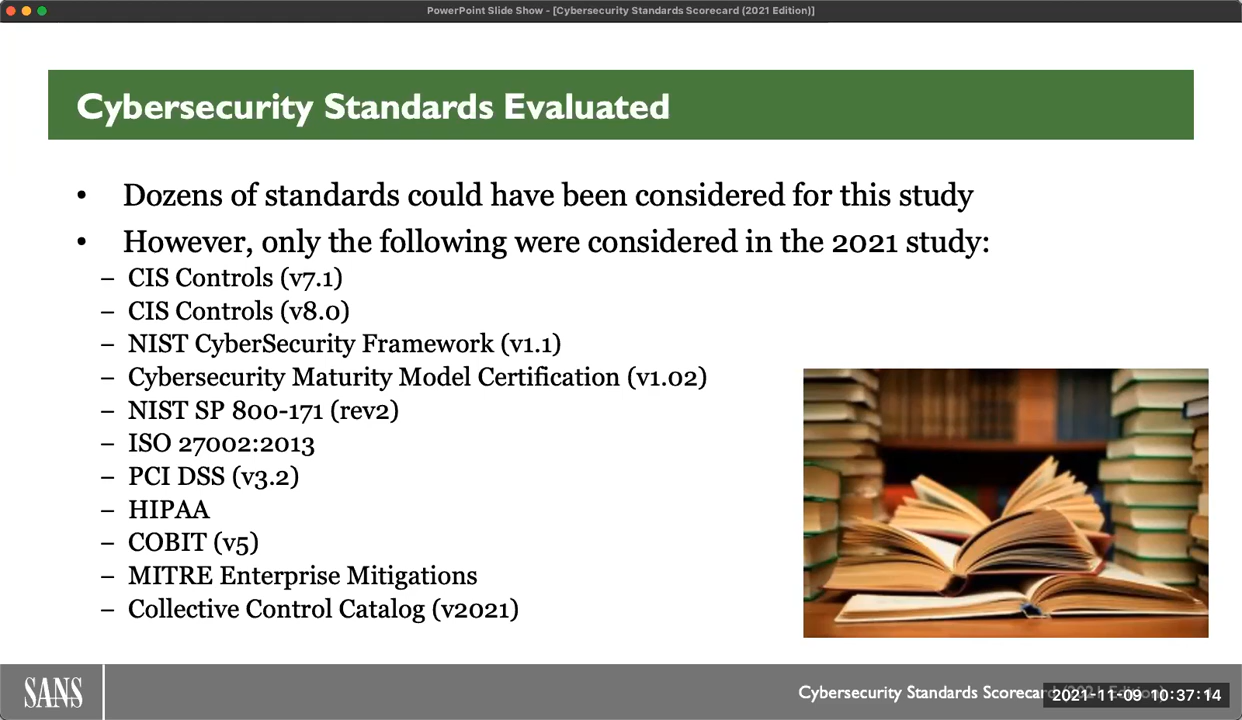 PowerPoint Slide Show - [Cybersecurity Standards Scorecard (2021 Edition)]
Cybersecurity Standards Evaluated
• Dozens of standards could have been considered for this study
• However, only the following were considered in the 2021 study:
– CIS Controls (v7.1)
– CIS Controls (v8.0)
– NIST CyberSecurity Framework (v1.1)
– Cybersecurity Maturity Model Certification (v1.02)
– NIST SP 800-171 (rev2)
– ISO 27002:2013
– PCI DSS (v3.2)
– HIPAA
– COBIT (v5)
– MITRE Enterprise Mitigations
– Collective Control Catalog (v2021)
SANS
Cybersecurity Standards
2021-11-09 10:37:14